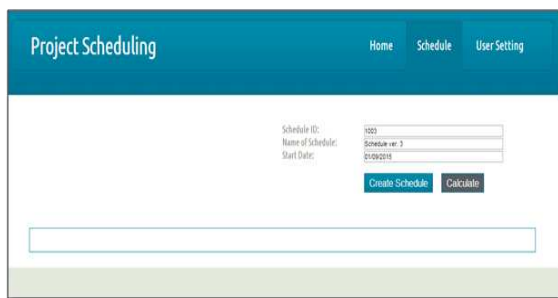 Project Scheduling
Home Schedule User Setting
Schedule ID: 1003
Name of Schedule: Schedule ver. 3
Start Date: 01/09/2015
Create Schedule Calculate